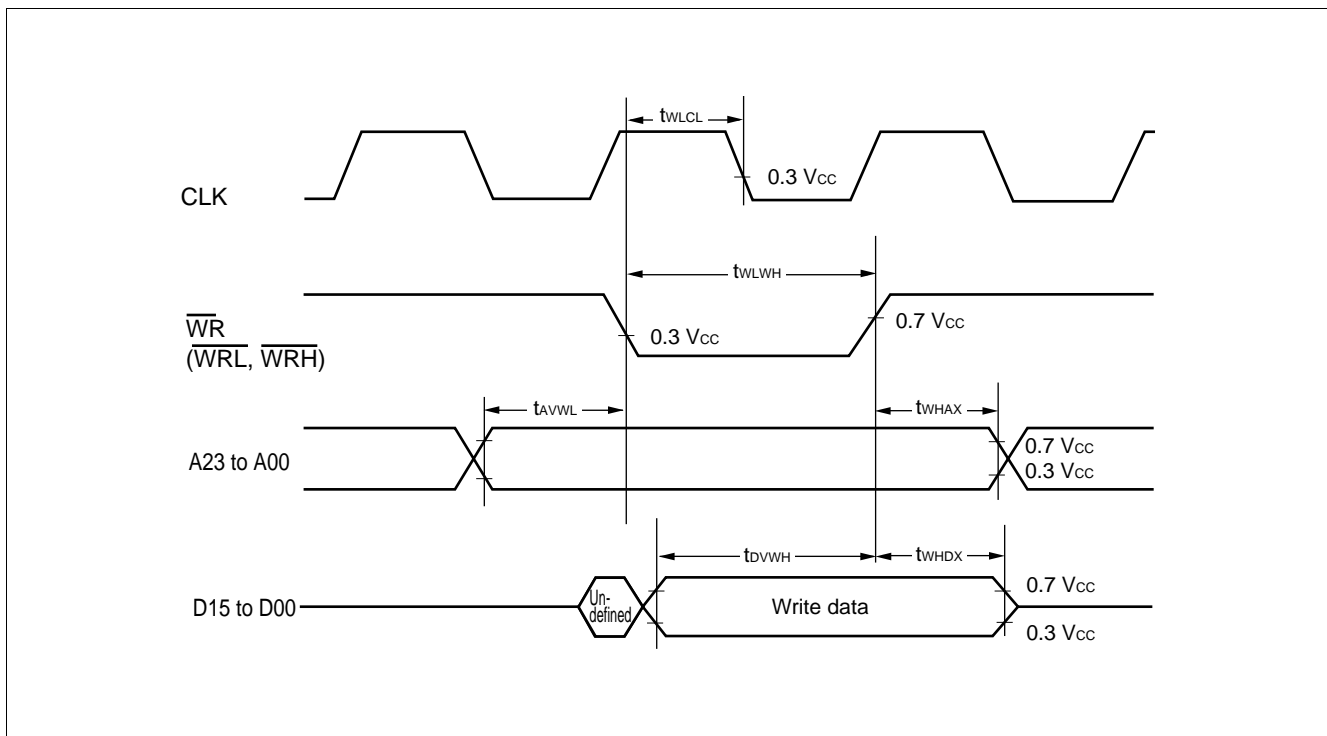 tWLCL
CLK
0.3 VCC
tWLWH
WR
(WRL, WRH)
0.3 VCC
0.7 VCC
tAVWL
tWHAX
A23 to A00
0.7 VCC
0.3 VCC
tDVWH
tWHDX
D15 to D00
Un-
defined
Write data
0.7 VCC
0.3 VCC